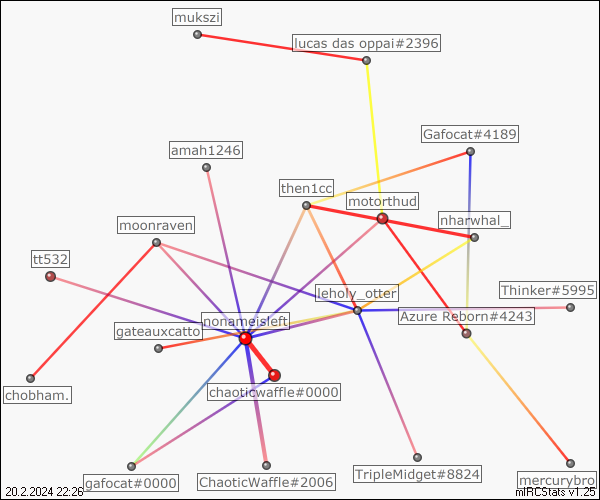 mukszi
lucas das oppai#2396
Gafocat#4189
amah1246
then1cc
motorthud
nharwhal_
moonraven
tt532
leholy_otter
Thinker#5995
nonameisleft
Azure Reborn#4243
gateauxcatto
chaoticwaffle#0000
chobham.
TripleMidget#8824
ChaoticWaffle#2006
gafocat#0000
mercurybro
20.2.2024 22:26
mIRCStats v1.25